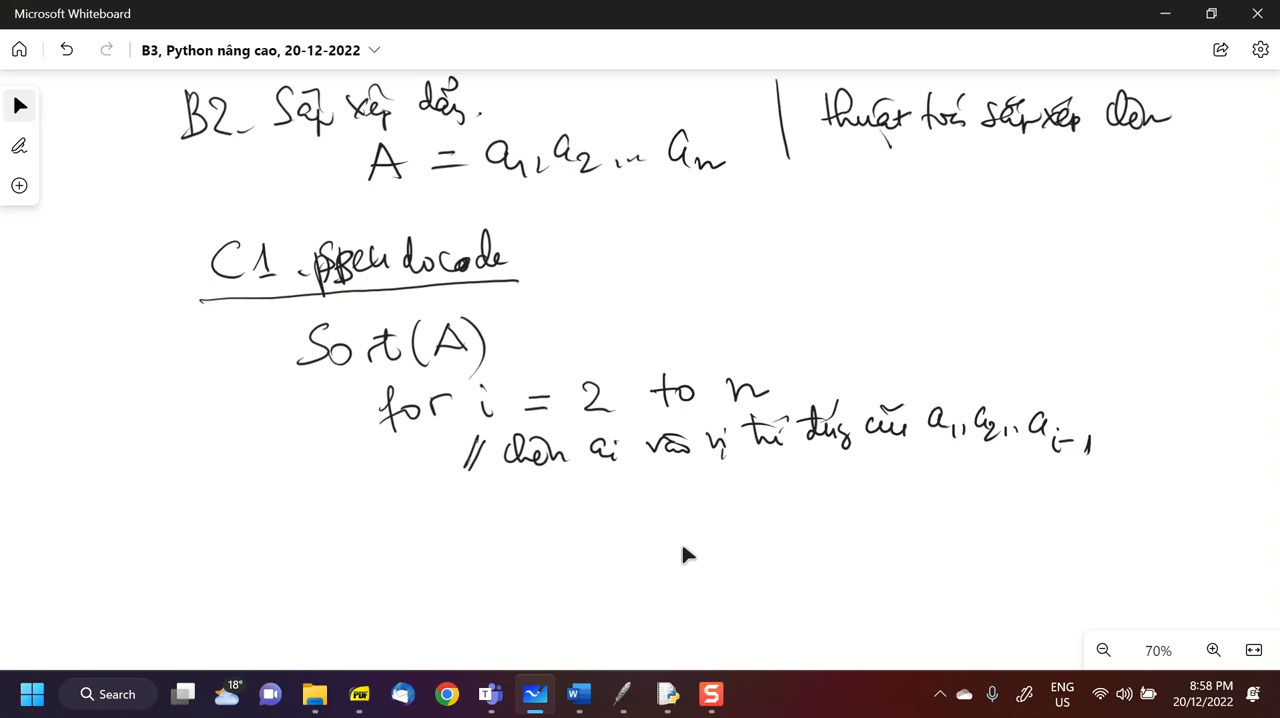 Microsoft Whiteboard
B3, Python nâng cao, 20-12-2022
B2_ Sắp xếp dãy.
A = a1, a2, ... an
thuật toán sắp xếp chèn
C1. pseudocode
Sort(A)
for i = 2 to n
// chèn ai vào vị trí đúng của a1, a2, .. ai-1
70%
18°
Search
PDF
W
S
ENG
US
8:58 PM
20/12/2022